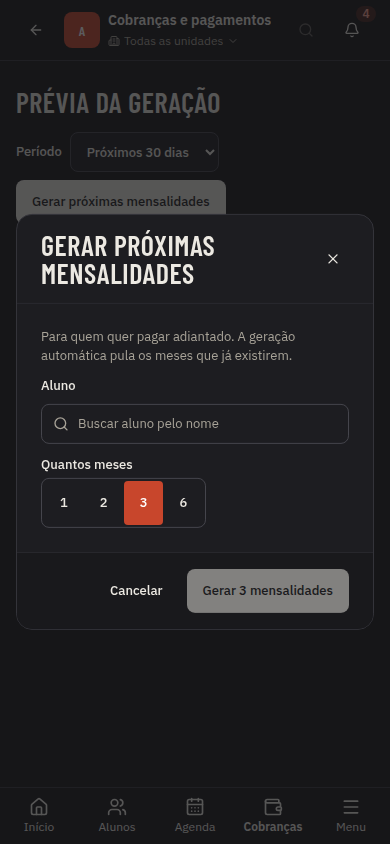 A
Cobranças e pagamentos
Todas as unidades
4
PRÉVIA DA GERAÇÃO
Período
Próximos 30 dias
Gerar próximas mensalidades
GERAR PRÓXIMAS
MENSALIDADES
Para quem quer pagar adiantado. A geração
automática pula os meses que já existirem.
Aluno
Buscar aluno pelo nome
Quantos meses
1 2 3 6
Cancelar
Gerar 3 mensalidades
Início
Alunos
Agenda
Cobranças
Menu